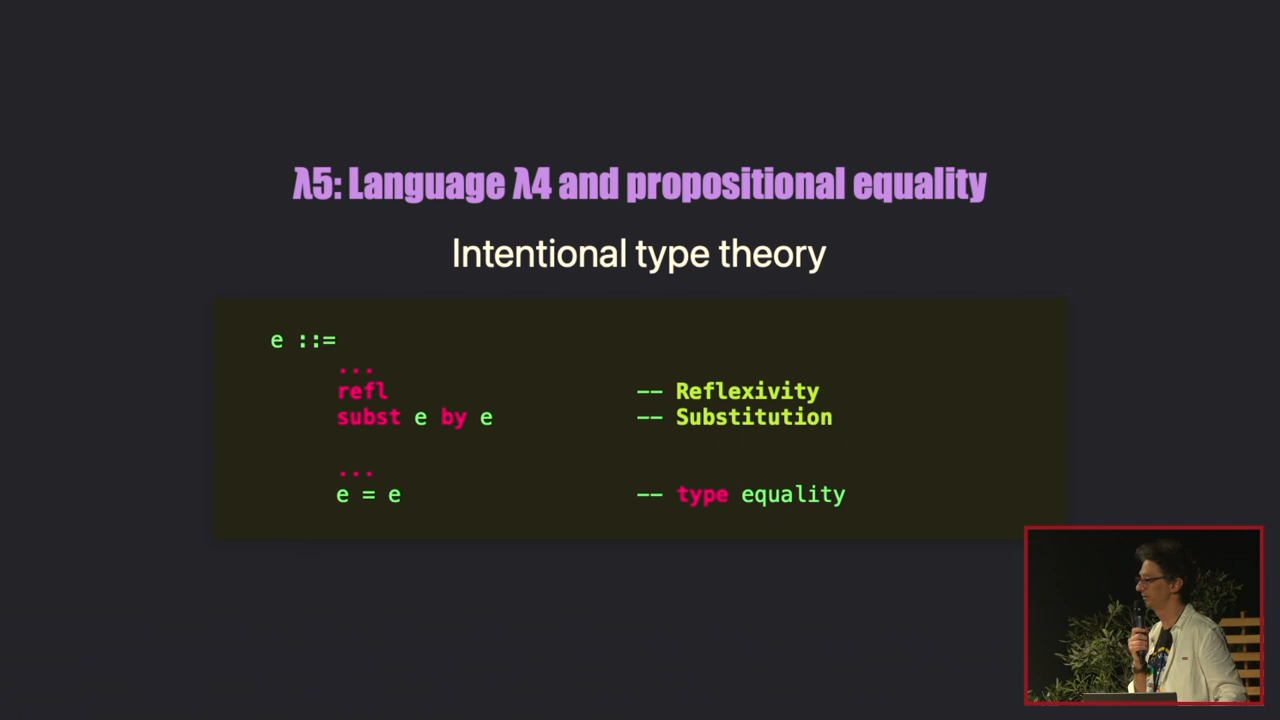 λ5: Language λ4 and propositional equality
Intentional type theory
e ::=
...
refl -- Reflexivity
subst e by e -- Substitution
...
e = e -- type equality